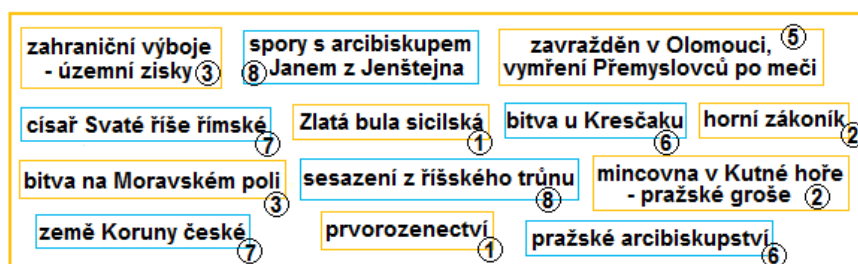 zahraniční výboje
- územní zisky 3
spory s arcibiskupem
8 Janem z Jenštejna
zavražděn v Olomouci, 5
vymření Přemyslovců po meči
císař Svaté říše římské 7
Zlatá bula sicilská 1
bitva u Kresčaku 6
horní zákoník 2
bitva na Moravském poli 3
sesazení z říšského trůnu 8
mincovna v Kutné hoře
- pražské groše 2
země Koruny české 7
prvorozenectví 1
pražské arcibiskupství 6